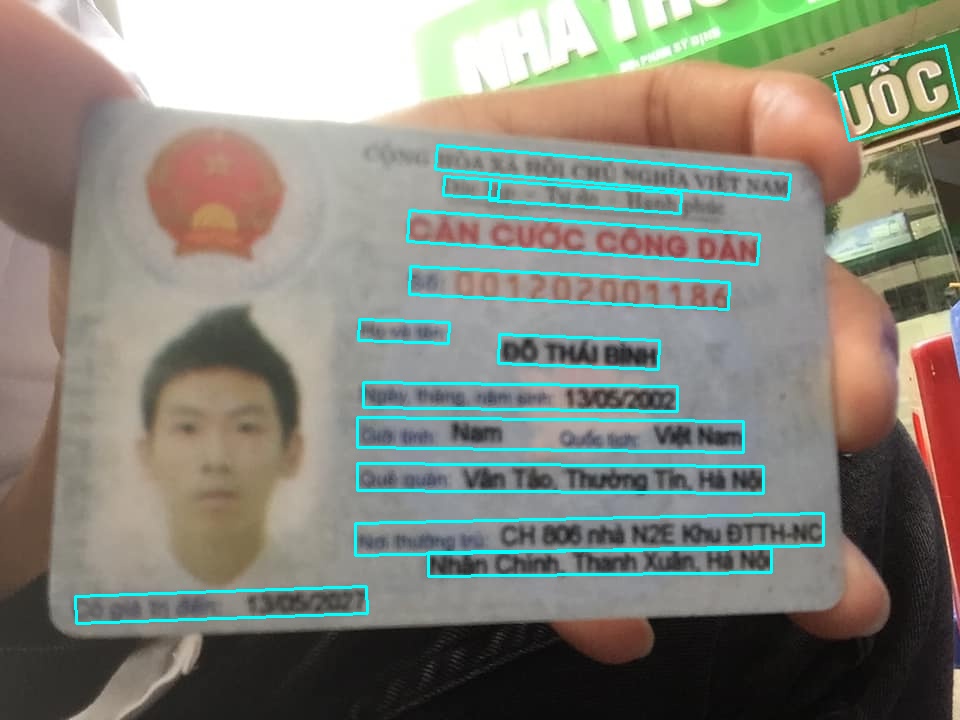 NHÀ THUỐC
PHAN SỸ ĐỊNH
UỐC
CỘNG HÒA XÃ HỘI CHỦ NGHĨA VIỆT NAM
Độc lập - Tự do - Hạnh phúc
CĂN CƯỚC CÔNG DÂN
Số: 001202001186
Họ và tên:
ĐỖ THÁI BÌNH
Ngày, tháng, năm sinh: 13/05/2002
Giới tính: Nam Quốc tịch: Việt Nam
Quê quán: Vân Tảo, Thường Tín, Hà Nội
Nơi thường trú: CH 806 nhà N2E Khu ĐTTH-NC
Nhân Chính, Thanh Xuân, Hà Nội
Có giá trị đến: 13/05/2027